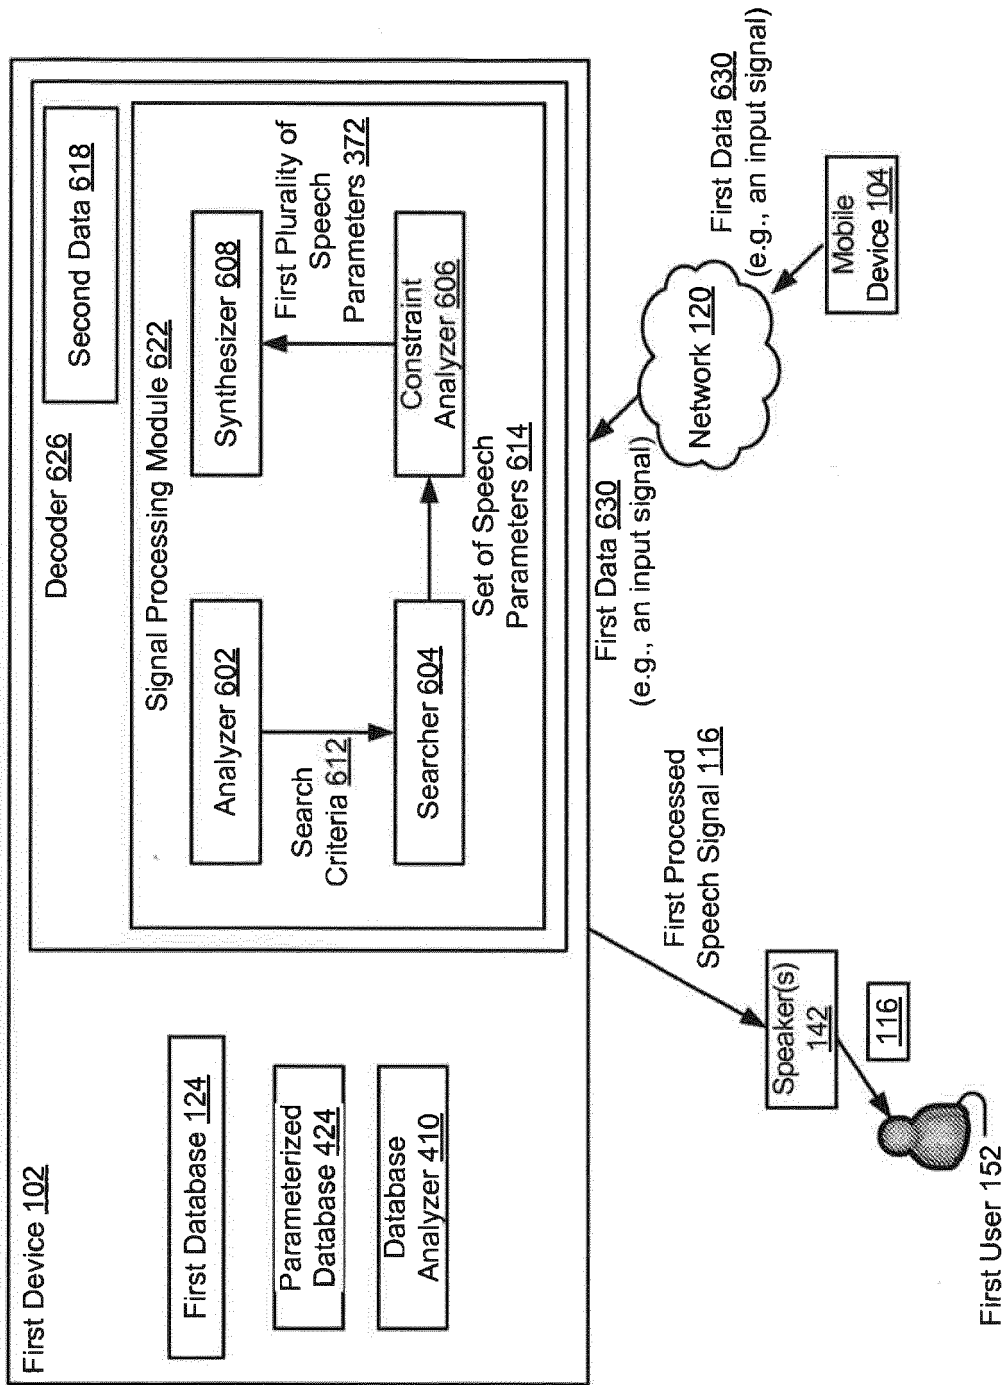 First Device 102
First Database 124
Parameterized
Database 424
Database
Analyzer 410
Decoder 626
Second Data 618
Signal Processing Module 622
Analyzer 602
Search
Criteria 612
Searcher 604
Set of Speech
Parameters 614
Constraint
Analyzer 606
First Plurality of
Speech
Parameters 372
Synthesizer 608
First Processed
Speech Signal 116
Speaker(s)
142
116
First User 152
First Data 630
(e.g., an input signal)
Network 120
First Data 630
(e.g., an input signal)
Mobile
Device 104